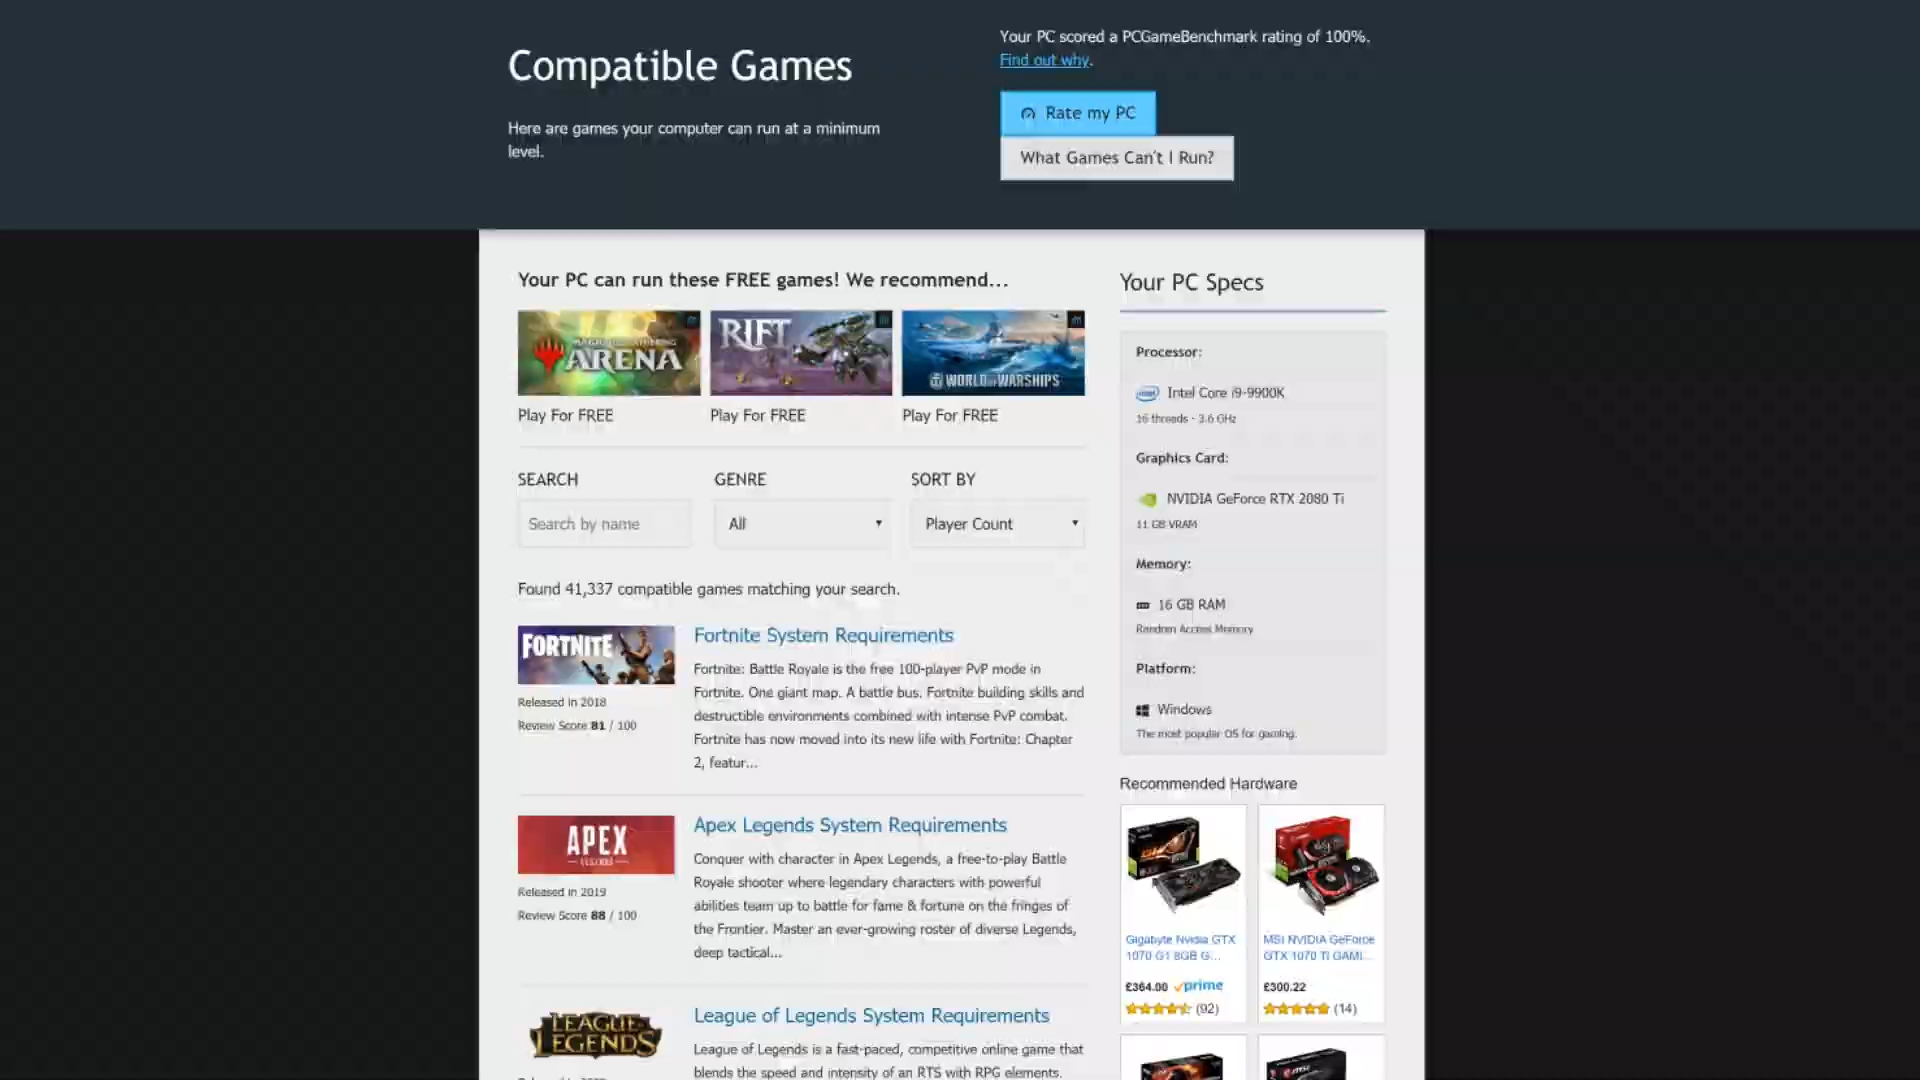 Compatible Games
Here are games your computer can run at a minimum
level.
Your PC scored a PCGameBenchmark rating of 100%.
Find out why.
Rate my PC
What Games Can't I Run?
Your PC can run these FREE games! We recommend...
ARENA
RIFT
WORLD OF WARSHIPS
Play For FREE
Play For FREE
Play For FREE
SEARCH
GENRE
SORT BY
Search by name
All
Player Count
Found 41,337 compatible games matching your search.
FORTNITE
Released in 2018
Review Score 81 / 100
Fortnite System Requirements
Fortnite: Battle Royale is the free 100-player PvP mode in
Fortnite. One giant map. A battle bus. Fortnite building skills and
destructible environments combined with intense PvP combat.
Fortnite has now moved into its new life with Fortnite: Chapter
2, featur...
APEX
LEGENDS
Released in 2019
Review Score 88 / 100
Apex Legends System Requirements
Conquer with character in Apex Legends, a free-to-play Battle
Royale shooter where legendary characters with powerful
abilities team up to battle for fame & fortune on the fringes of
the Frontier. Master an ever-growing roster of diverse Legends,
deep tactical...
LEAGUE
LEGENDS
League of Legends System Requirements
League of Legends is a fast-paced, competitive online game that
blends the speed and intensity of an RTS with RPG elements.
Your PC Specs
Processor:
Intel Core i9-9900K
16 threads - 3.6 GHz
Graphics Card:
NVIDIA GeForce RTX 2080 Ti
11 GB VRAM
Memory:
16 GB RAM
Random Access Memory
Platform:
Windows
The most popular OS for gaming.
Recommended Hardware
Gigabyte Nvidia GTX
1070 G1 8GB G...
£364.00 prime
(92)
MSI NVIDIA GeForce
GTX 1070 Ti GAMI...
£300.22
(14)